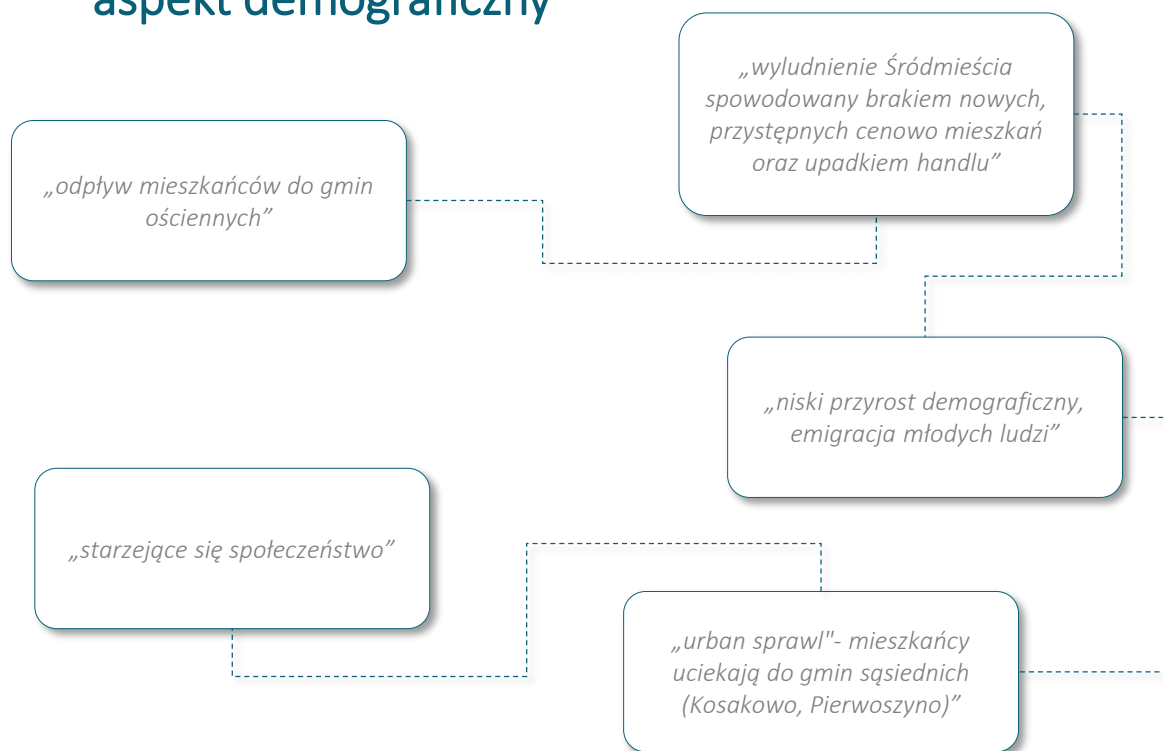 aspekt demograficzny
„wyludnienie Śródmieścia
spowodowany brakiem nowych,
przystępnych cenowo mieszkań
oraz upadkiem handlu”
„odpływ mieszkańców do gmin
ościennych”
„niski przyrost demograficzny,
emigracja młodych ludzi”
„starzejące się społeczeństwo”
„urban sprawl"- mieszkańcy
uciekają do gmin sąsiednich
(Kosakowo, Pierwoszyno)”